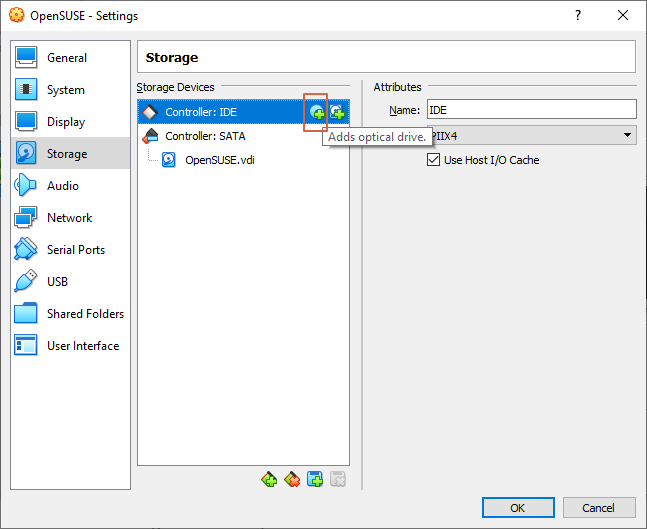 OpenSUSE - Settings
?
General
System
Display
Storage
Audio
Network
Serial Ports
USB
Shared Folders
User Interface
Storage
Storage Devices
Controller: IDE
Controller: SATA
OpenSUSE.vdi
Adds optical drive.
Attributes
Name: IDE
PIIX4
Use Host I/O Cache
OK
Cancel